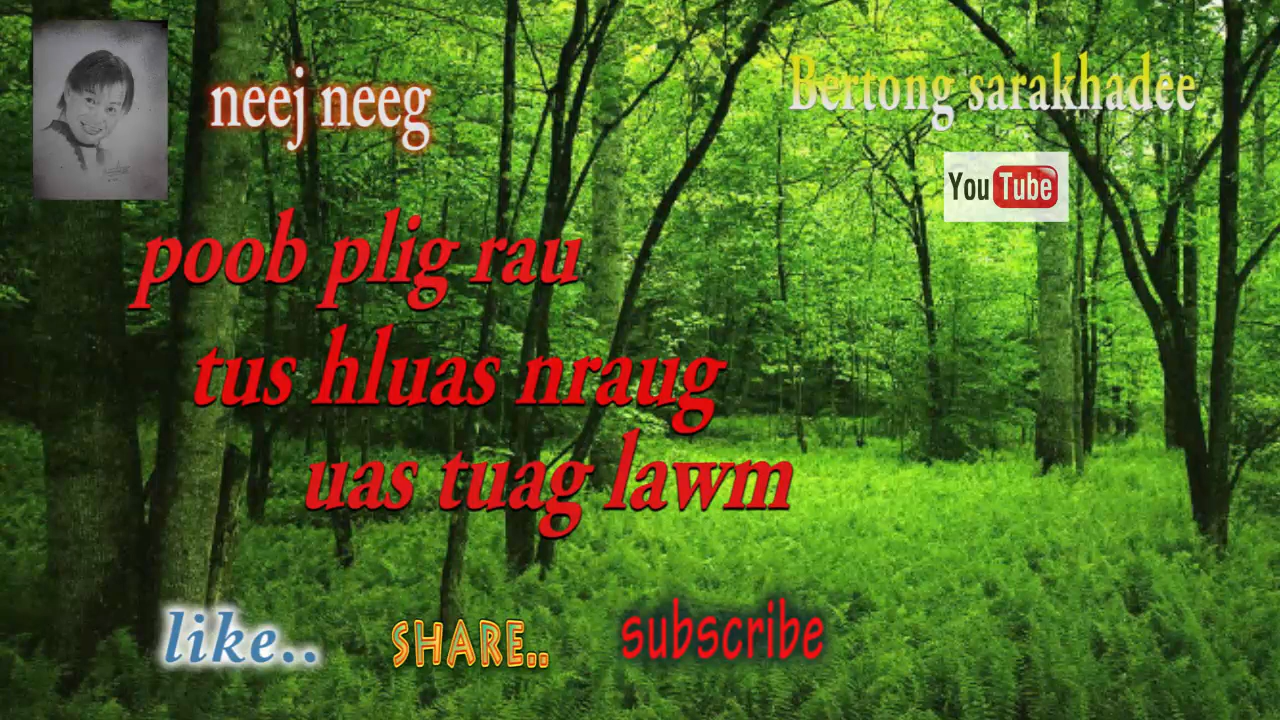 neej neeg
Bertong sarakhadee
YouTube
poob plig rau
tus hluas nraug
uas tuag lawm
like..
SHARE..
subscribe